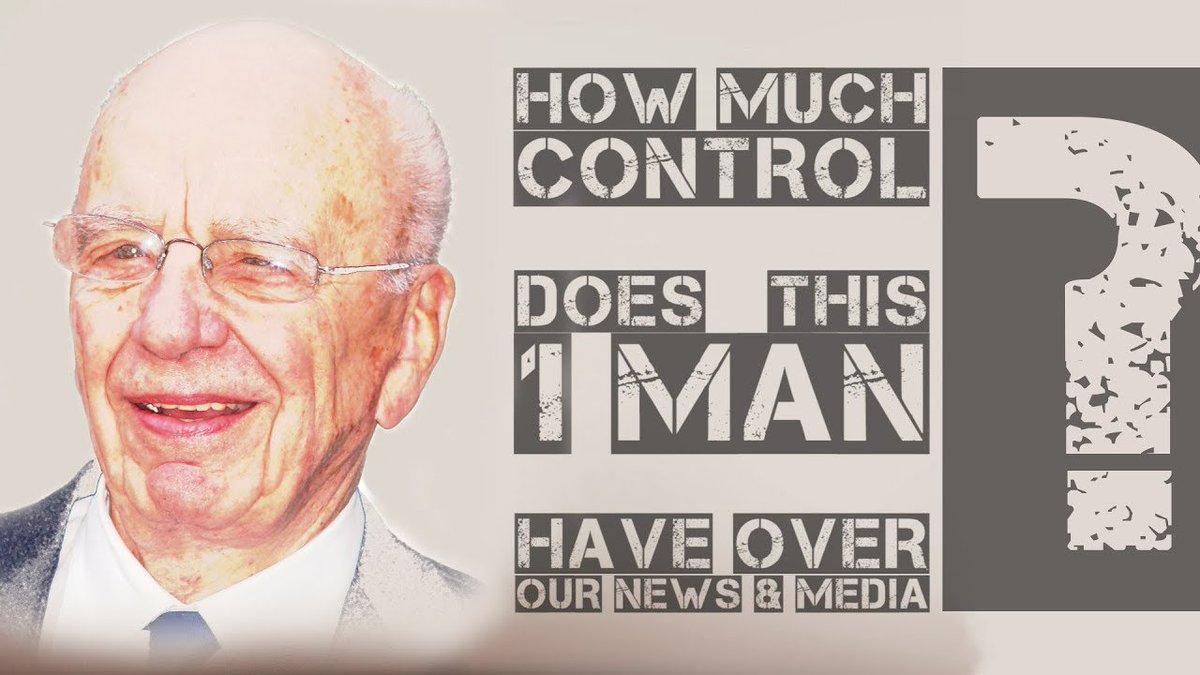 HOW MUCH
CONTROL
DOES THIS
1 MAN
HAVE OVER
OUR NEWS & MEDIA
?